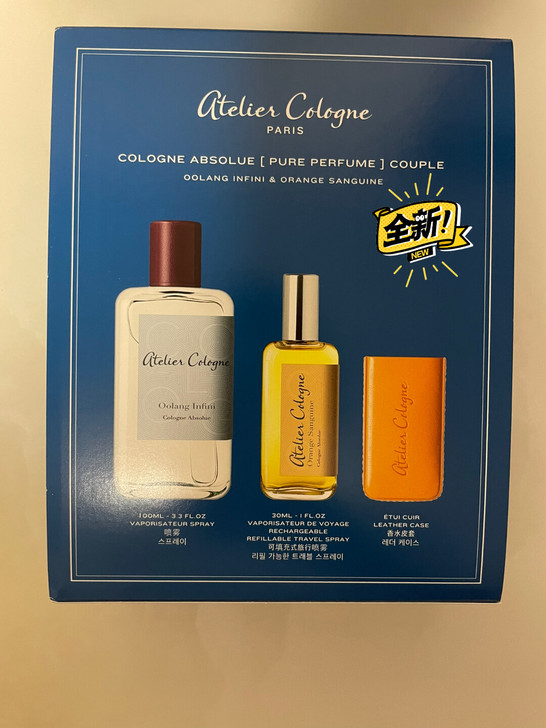 Atelier Cologne
PARIS
COLOGNE ABSOLUE [ PURE PERFUME ] COUPLE
OOLANG INFINI & ORANGE SANGUINE
全新!
NEW
Atelier Cologne
Oolang Infini
Cologne Absolue
Atelier Cologne
Orange Sanguine
Cologne Absolue
Atelier Cologne
100ML - 3.3 FL.OZ
VAPORISATEUR SPRAY
喷雾
스프레이
30ML - 1 FL.OZ
VAPORISATEUR DE VOYAGE
RECHARGEABLE
REFILLABLE TRAVEL SPRAY
可填充式旅行喷雾
리필 가능한 트래블 스프레이
ÉTUI CUIR
LEATHER CASE
香水皮套
레더 케이스